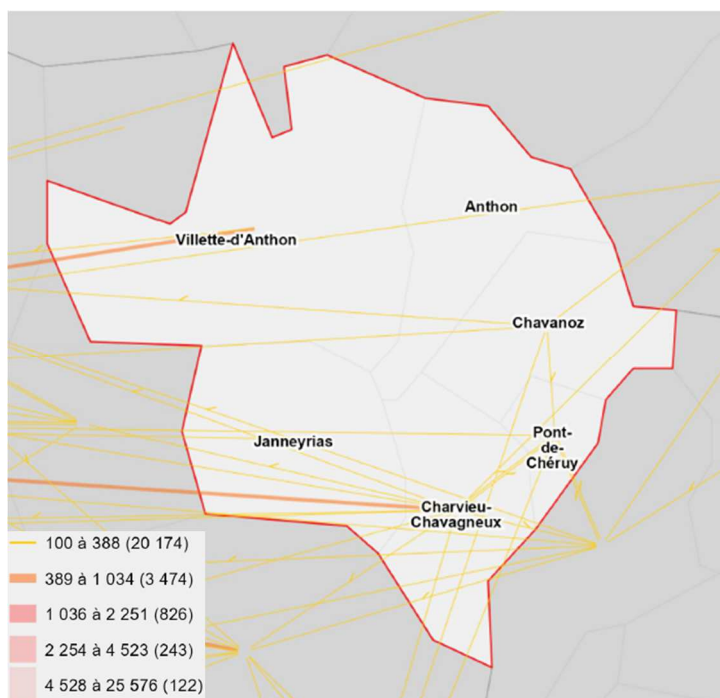 Anthon
Villette-d'Anthon
Chavanoz
Janneyrias
Pont-
de-
Chéruy
Charvieu-
Chavagneux
100 à 388 (20 174)
389 à 1 034 (3 474)
1 036 à 2 251 (826)
2 254 à 4 523 (243)
4 528 à 25 576 (122)